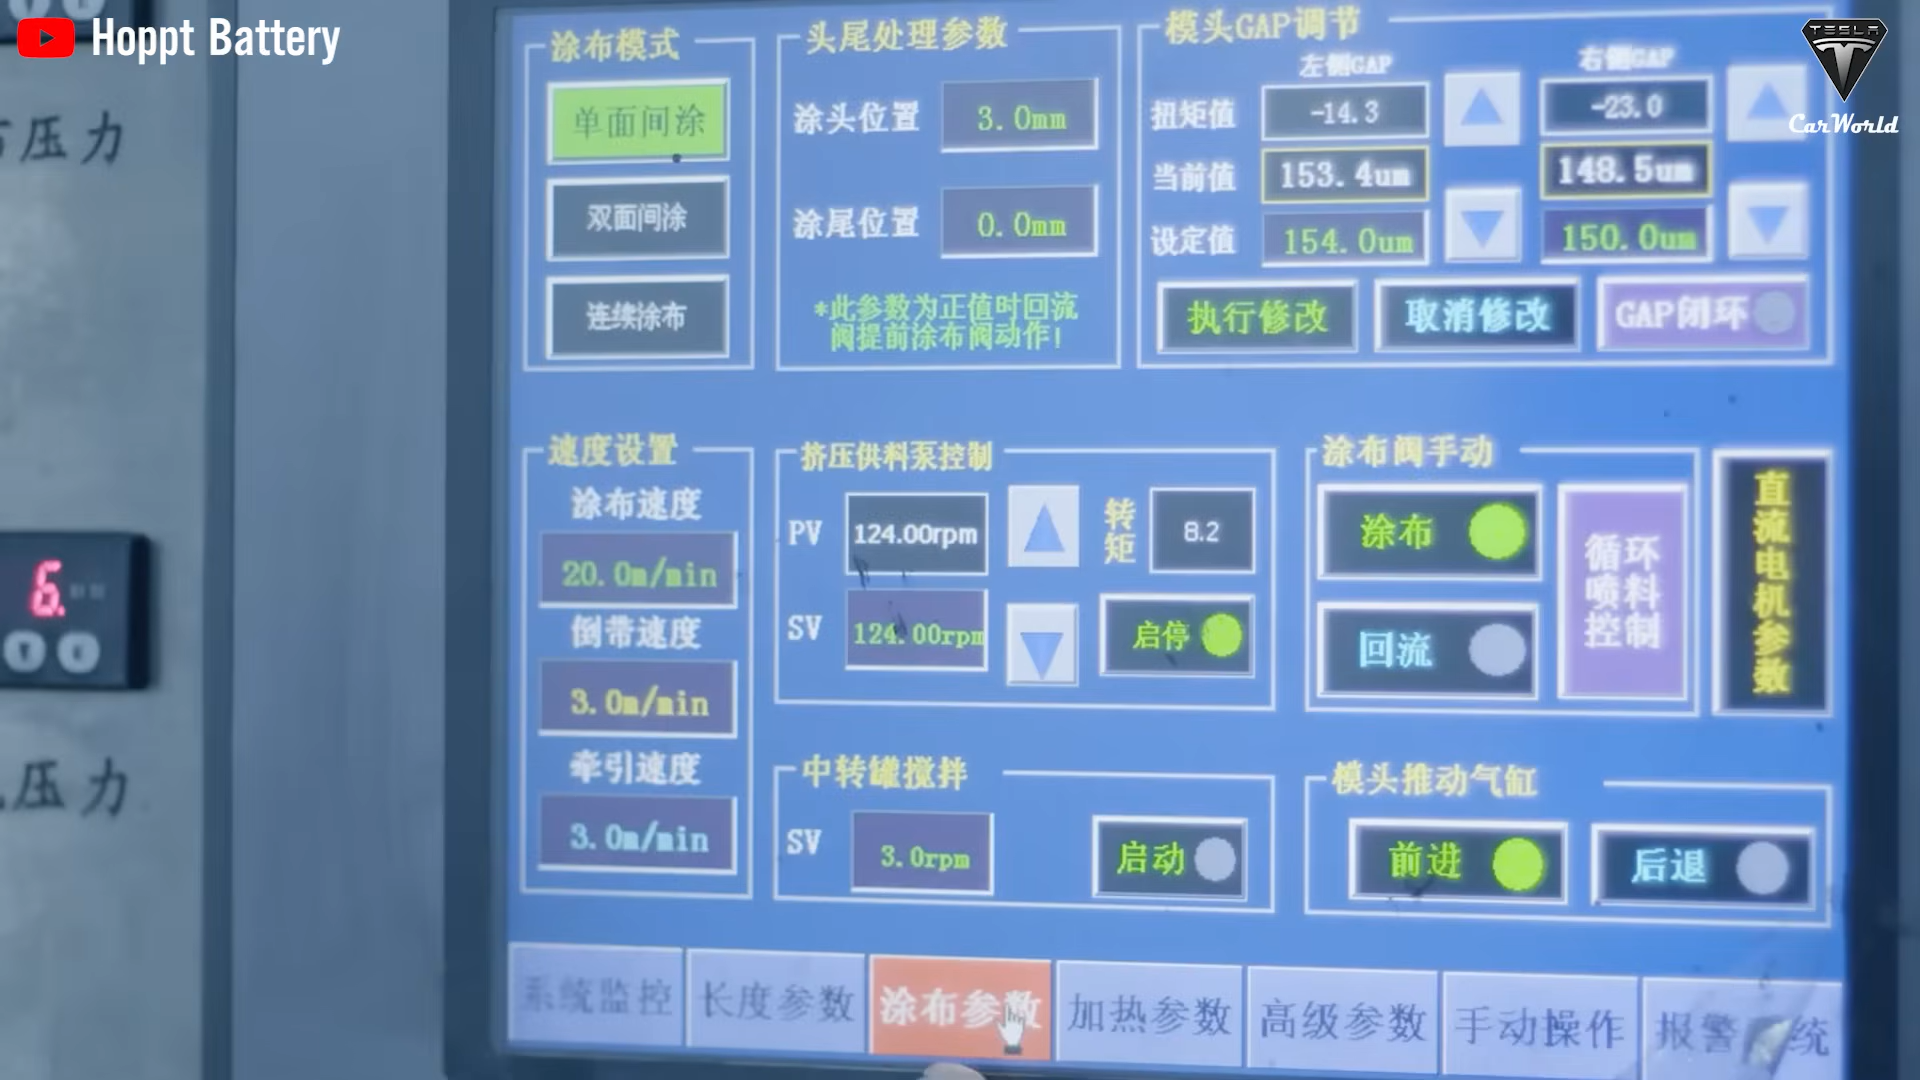 Hoppt Battery
TESLA
CarWorld
压力
6.
压力
涂布模式
单面间涂
双面间涂
连续涂布
头尾处理参数
涂头位置 3.0mm
涂尾位置 0.0mm
*此参数为正值时回流
阀提前涂布阀动作!
模头GAP调节
左侧GAP 右侧GAP
扭矩值 -14.3 -23.0
当前值 153.4um 148.5um
设定值 154.0um 150.0um
执行修改 取消修改 GAP闭环
速度设置
涂布速度
20.0m/min
倒带速度
3.0m/min
牵引速度
3.0m/min
挤压供料泵控制
PV 124.00rpm 转矩 8.2
SV 124.00rpm 启停
中转罐搅拌
SV 3.0rpm 启动
涂布阀手动
涂布
回流
循环
喷料
控制
直流电机参数
模头推动气缸
前进 后退
系统监控 长度参数 涂布参数 加热参数 高级参数 手动操作 报警 统